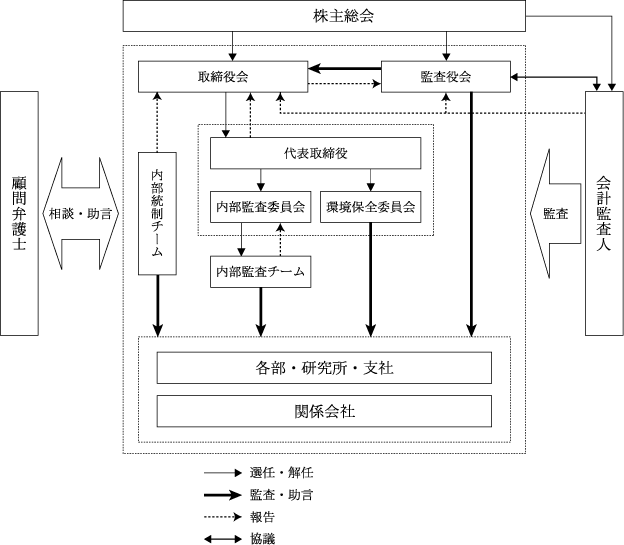 株主総会
取締役会
監査役会
代表取締役
内部統制チーム
顧問弁護士
相談・助言
内部監査委員会
環境保全委員会
監査
会計監査人
内部監査チーム
各部・研究所・支社
関係会社
選任・解任
監査・助言
報告
協議